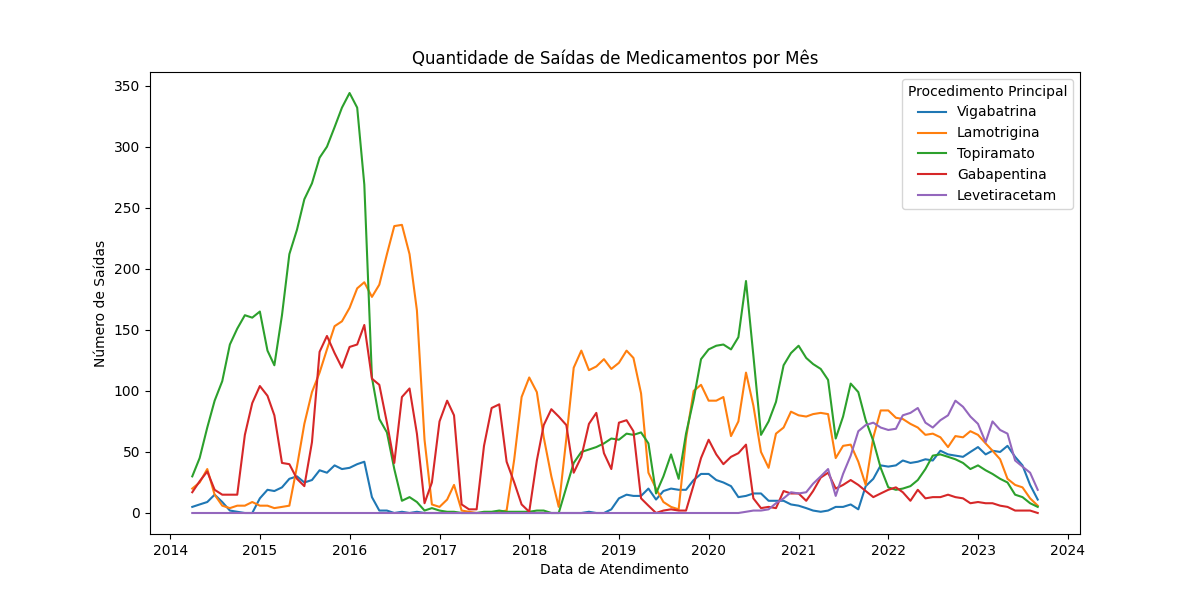 Quantidade de Saídas de Medicamentos por Mês
Número de Saídas
350
300
250
200
150
100
50
0
Procedimento Principal
Vigabatrina
Lamotrigina
Topiramato
Gabapentina
Levetiracetam
2014 2015 2016 2017 2018 2019 2020 2021 2022 2023 2024
Data de Atendimento